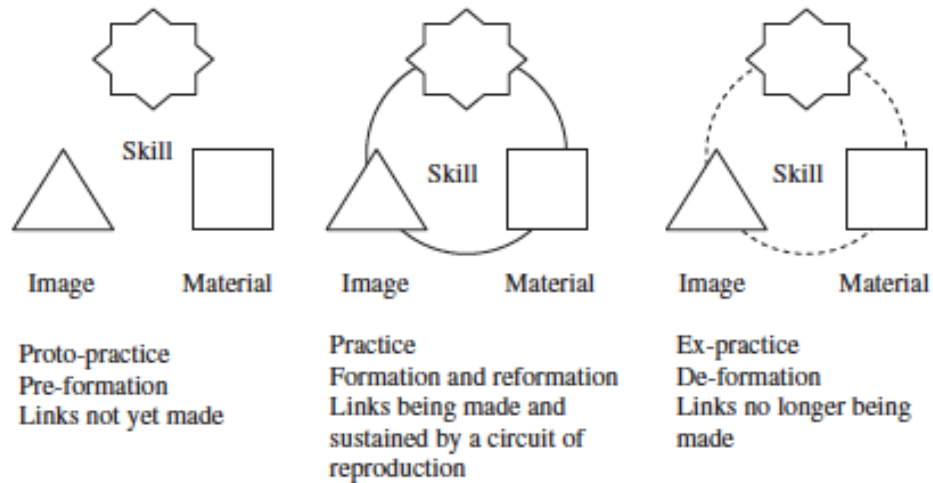 Skill
Image
Material
Proto-practice
Pre-formation
Links not yet made
Skill
Image
Material
Practice
Formation and reformation
Links being made and
sustained by a circuit of
reproduction
Skill
Image
Material
Ex-practice
De-formation
Links no longer being
made